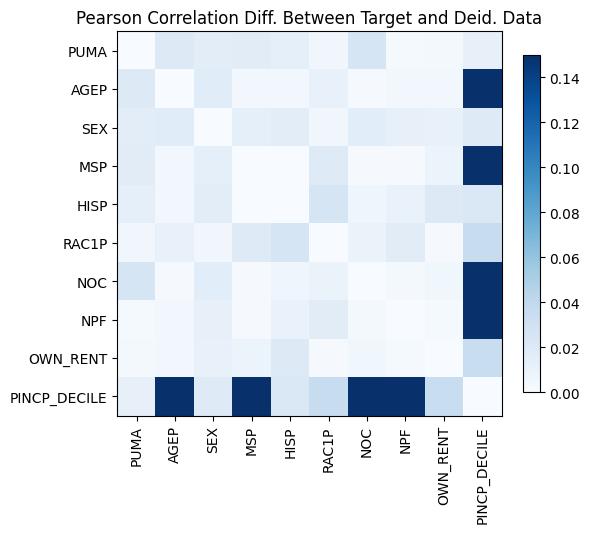 Pearson Correlation Diff. Between Target and Deid. Data
PUMA
AGEP
SEX
MSP
HISP
RAC1P
NOC
NPF
OWN_RENT
PINCP_DECILE
PUMA
AGEP
SEX
MSP
HISP
RAC1P
NOC
NPF
OWN_RENT
PINCP_DECILE
0.14
0.12
0.10
0.08
0.06
0.04
0.02
0.00